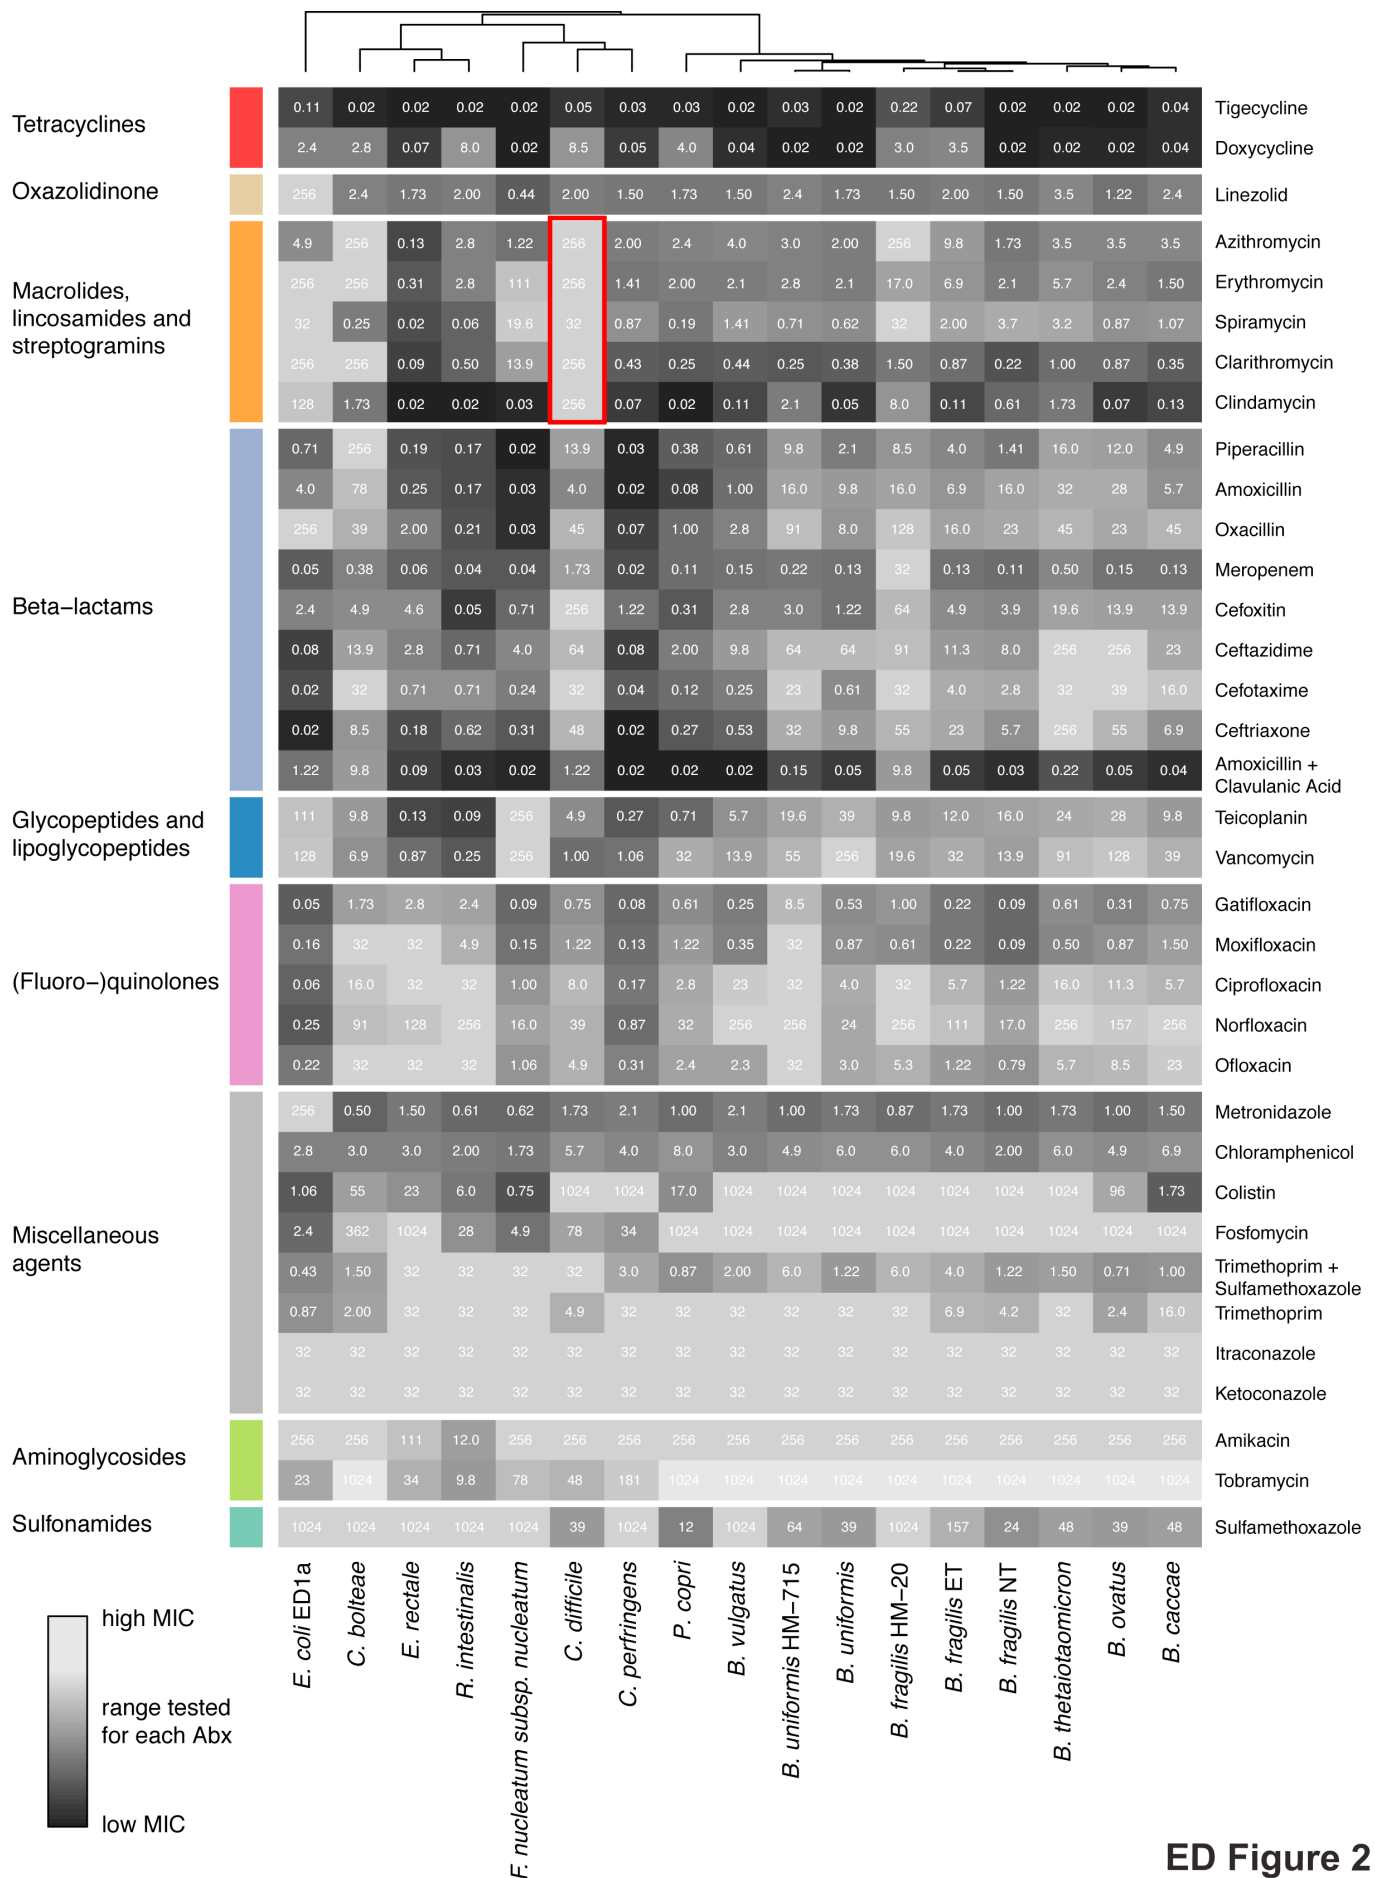 Tetracyclines
0.11 0.02 0.02 0.02 0.02 0.05 0.03 0.03 0.02 0.03 0.02 0.22 0.07 0.02 0.02 0.02 0.04 Tigecycline
2.4 2.8 0.07 8.0 0.02 8.5 0.05 4.0 0.04 0.02 0.02 3.0 3.5 0.02 0.02 0.02 0.04 Doxycycline
Oxazolidinone
256 2.4 1.73 2.00 0.44 2.00 1.50 1.73 1.50 2.4 1.73 1.50 2.00 1.50 3.5 1.22 2.4 Linezolid
Macrolides,
lincosamides and
streptogramins
4.9 256 0.13 2.8 1.22 256 2.00 2.4 4.0 3.0 2.00 256 9.8 1.73 3.5 3.5 3.5 Azithromycin
256 256 0.31 2.8 111 256 1.41 2.00 2.1 2.8 2.1 17.0 6.9 2.1 5.7 2.4 1.50 Erythromycin
32 0.25 0.02 0.06 19.6 32 0.87 0.19 1.41 0.71 0.62 32 2.00 3.7 3.2 0.87 1.07 Spiramycin
256 256 0.09 0.50 13.9 256 0.43 0.25 0.44 0.25 0.38 1.50 0.87 0.22 1.00 0.87 0.35 Clarithromycin
128 1.73 0.02 0.02 0.03 256 0.07 0.02 0.11 2.1 0.05 8.0 0.11 0.61 1.73 0.07 0.13 Clindamycin
Beta−lactams
0.71 256 0.19 0.17 0.02 13.9 0.03 0.38 0.61 9.8 2.1 8.5 4.0 1.41 16.0 12.0 4.9 Piperacillin
4.0 78 0.25 0.17 0.03 4.0 0.02 0.08 1.00 16.0 9.8 16.0 6.9 16.0 32 28 5.7 Amoxicillin
256 39 2.00 0.21 0.03 45 0.07 1.00 2.8 91 8.0 128 16.0 23 45 23 45 Oxacillin
0.05 0.38 0.06 0.04 0.04 1.73 0.02 0.11 0.15 0.22 0.13 32 0.13 0.11 0.50 0.15 0.13 Meropenem
2.4 4.9 4.6 0.05 0.71 256 1.22 0.31 2.8 3.0 1.22 64 4.9 3.9 19.6 13.9 13.9 Cefoxitin
0.08 13.9 2.8 0.71 4.0 64 0.08 2.00 9.8 64 64 91 11.3 8.0 256 256 23 Ceftazidime
0.02 32 0.71 0.71 0.24 32 0.04 0.12 0.25 23 0.61 32 4.0 2.8 32 39 16.0 Cefotaxime
0.02 8.5 0.18 0.62 0.31 48 0.02 0.27 0.53 32 9.8 55 23 5.7 256 55 6.9 Ceftriaxone
1.22 9.8 0.09 0.03 0.02 1.22 0.02 0.02 0.02 0.15 0.05 9.8 0.05 0.03 0.22 0.05 0.04 Amoxicillin +
Clavulanic Acid
Glycopeptides and
lipoglycopeptides
111 9.8 0.13 0.09 256 4.9 0.27 0.71 5.7 19.6 39 9.8 12.0 16.0 24 28 9.8 Teicoplanin
128 6.9 0.87 0.25 256 1.00 1.06 32 13.9 55 256 19.6 32 13.9 91 128 39 Vancomycin
(Fluoro−)quinolones
0.05 1.73 2.8 2.4 0.09 0.75 0.08 0.61 0.25 8.5 0.53 1.00 0.22 0.09 0.61 0.31 0.75 Gatifloxacin
0.16 32 32 4.9 0.15 1.22 0.13 1.22 0.35 32 0.87 0.61 0.22 0.09 0.50 0.87 1.50 Moxifloxacin
0.06 16.0 32 32 1.00 8.0 0.17 2.8 23 32 4.0 32 5.7 1.22 16.0 11.3 5.7 Ciprofloxacin
0.25 91 128 256 16.0 39 0.87 32 256 256 24 256 111 17.0 256 157 256 Norfloxacin
0.22 32 32 32 1.06 4.9 0.31 2.4 2.3 32 3.0 5.3 1.22 0.79 5.7 8.5 23 Ofloxacin
Miscellaneous
agents
256 0.50 1.50 0.61 0.62 1.73 2.1 1.00 2.1 1.00 1.73 0.87 1.73 1.00 1.73 1.00 1.50 Metronidazole
2.8 3.0 3.0 2.00 1.73 5.7 4.0 8.0 3.0 4.9 6.0 6.0 4.0 2.00 6.0 4.9 6.9 Chloramphenicol
1.06 55 23 6.0 0.75 1024 1024 17.0 1024 1024 1024 1024 1024 1024 1024 96 1.73 Colistin
2.4 362 1024 28 4.9 78 34 1024 1024 1024 1024 1024 1024 1024 1024 1024 1024 Fosfomycin
0.43 1.50 32 32 32 32 3.0 0.87 2.00 6.0 1.22 6.0 4.0 1.22 1.50 0.71 1.00 Trimethoprim +
Sulfamethoxazole
0.87 2.00 32 32 32 4.9 32 32 32 32 32 32 6.9 4.2 32 2.4 16.0 Trimethoprim
32 32 32 32 32 32 32 32 32 32 32 32 32 32 32 32 32 Itraconazole
32 32 32 32 32 32 32 32 32 32 32 32 32 32 32 32 32 Ketoconazole
Aminoglycosides
256 256 111 12.0 256 256 256 256 256 256 256 256 256 256 256 256 256 Amikacin
23 1024 34 9.8 78 48 181 1024 1024 1024 1024 1024 1024 1024 1024 1024 1024 Tobramycin
Sulfonamides
1024 1024 1024 1024 1024 39 1024 12 1024 64 39 1024 157 24 48 39 48 Sulfamethoxazole
E. coli ED1a
C. bolteae
E. rectale
R. intestinalis
F. nucleatum subsp. nucleatum
C. difficile
C. perfringens
P. copri
B. vulgatus
B. uniformis HM−715
B. uniformis
B. fragilis HM−20
B. fragilis ET
B. fragilis NT
B. thetaiotaomicron
B. ovatus
B. caccae
high MIC
range tested
for each Abx
low MIC
ED Figure 2